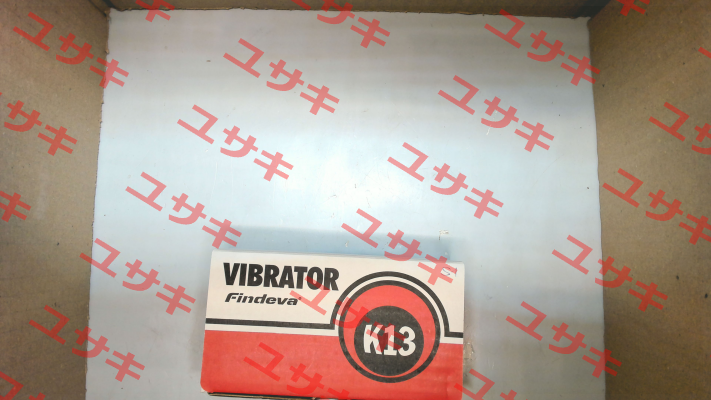 VIBRATOR
Findeva
K13
ユサキ